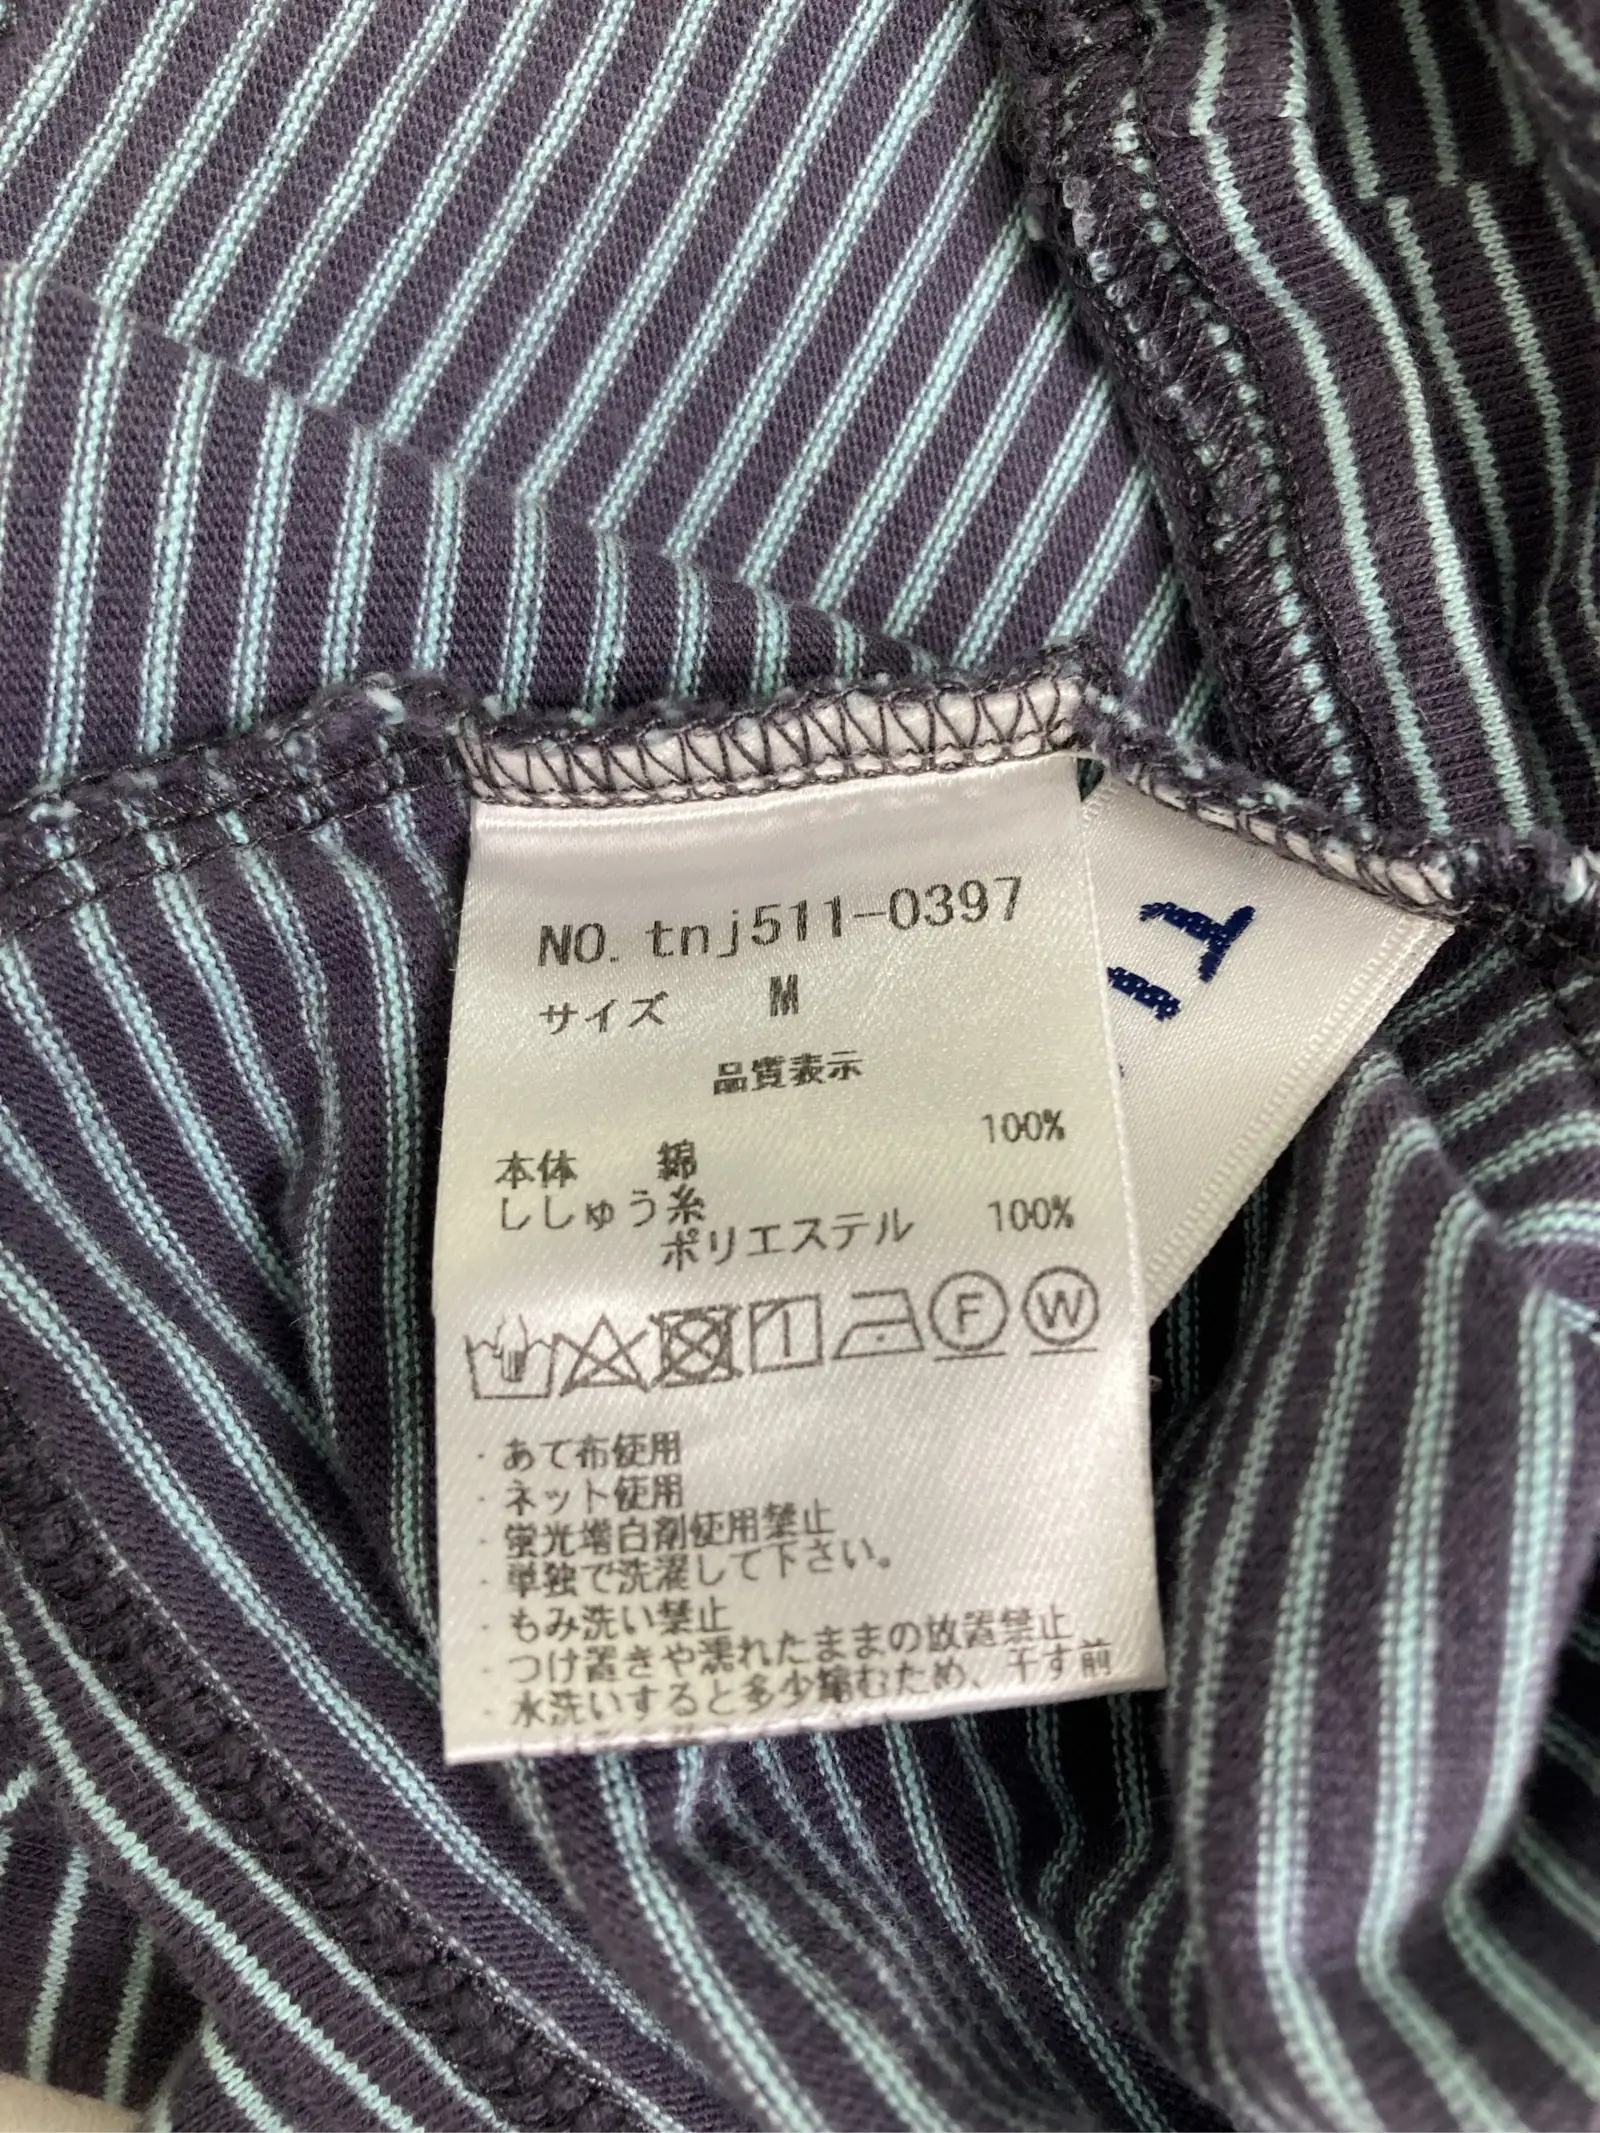 NO. tnj511-0397
サイズ M
品質表示
本体 綿 100%
ししゅう糸
ポリエステル 100%
F W
・あて布使用
・ネット使用
・蛍光増白剤使用禁止
・単独で洗濯して下さい。
・もみ洗い禁止
・つけ置きや濡れたままの放置禁止
・水洗いすると多少縮むため、干す前